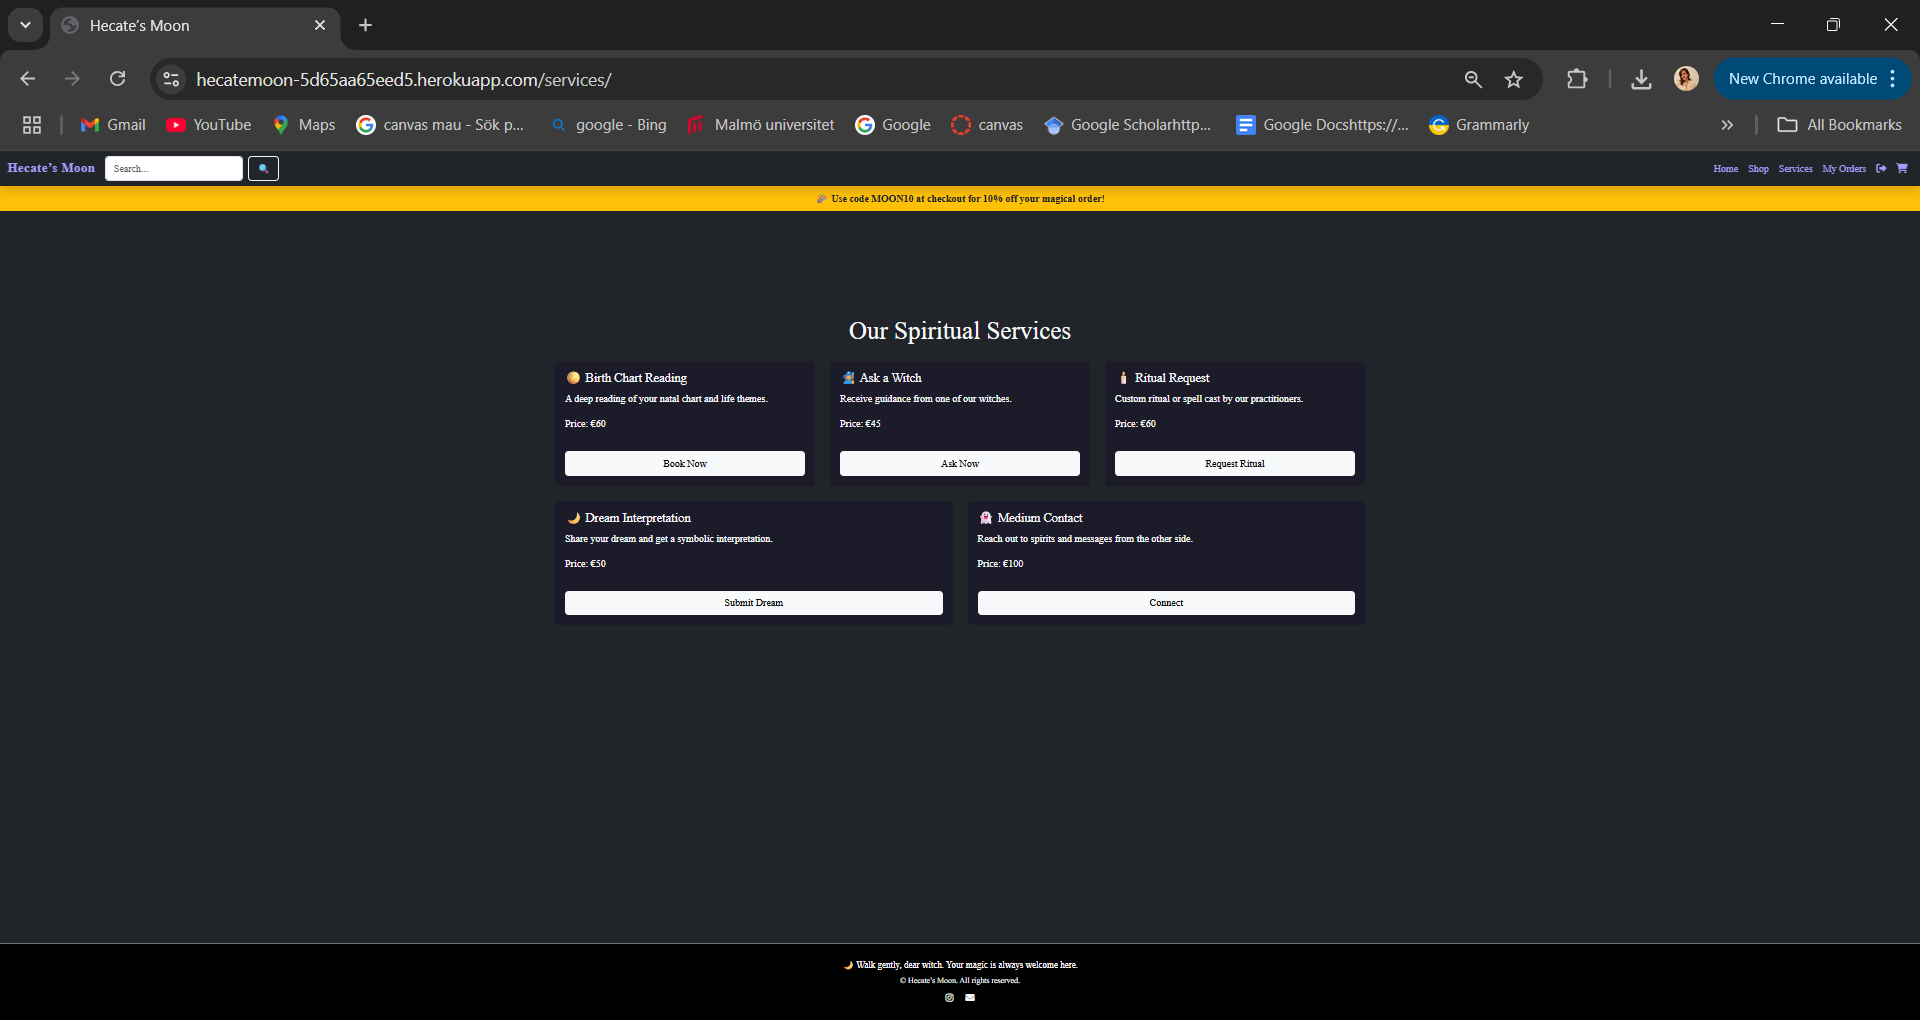 Hecate's Moon
hecatemoon-5d65aa65eed5.herokuapp.com/services/
New Chrome available
Gmail
YouTube
Maps
canvas mau - Sök p...
google - Bing
Malmö universitet
Google
canvas
Google Scholarhttp...
Google Docshttps://...
Grammarly
All Bookmarks
Hecate's Moon
Search...
Home
Shop
Services
My Orders
Use code MOON10 at checkout for 10% off your magical order!
Our Spiritual Services
Birth Chart Reading
A deep reading of your natal chart and life themes.
Price: €60
Book Now
Ask a Witch
Receive guidance from one of our witches.
Price: €45
Ask Now
Ritual Request
Custom ritual or spell cast by our practitioners.
Price: €60
Request Ritual
Dream Interpretation
Share your dream and get a symbolic interpretation.
Price: €50
Submit Dream
Medium Contact
Reach out to spirits and messages from the other side.
Price: €100
Connect
Walk gently, dear witch. Your magic is always welcome here.
© Hecate's Moon. All rights reserved.